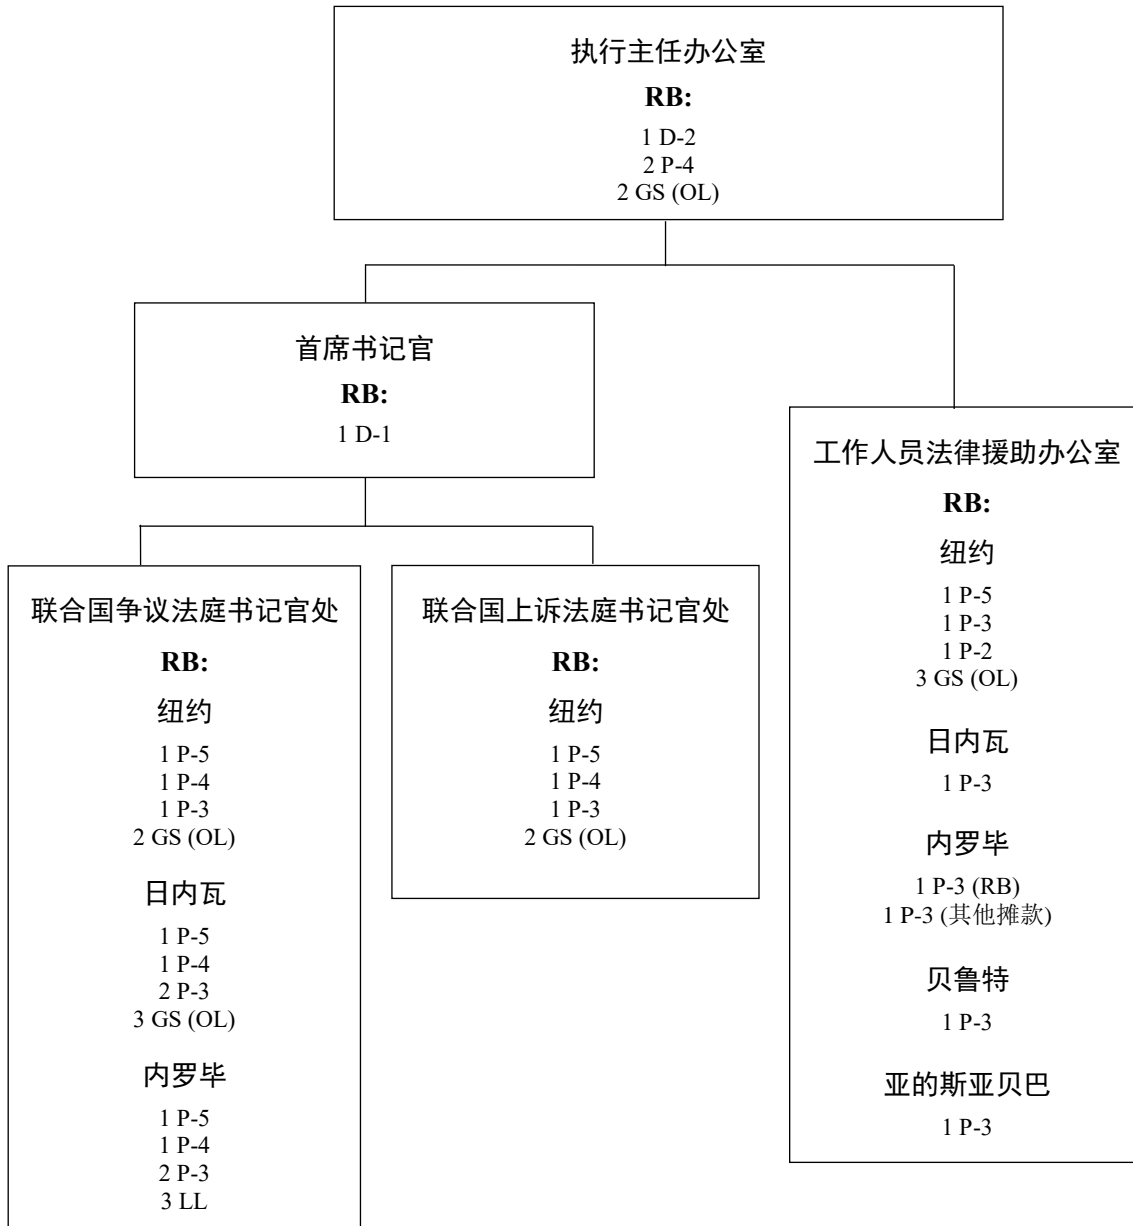 执行主任办公室
RB:
1 D-2
2 P-4
2 GS (OL)
首席书记官
RB:
1 D-1
联合国争议法庭书记官处
RB:
纽约
1 P-5
1 P-4
1 P-3
2 GS (OL)
日内瓦
1 P-5
1 P-4
2 P-3
3 GS (OL)
内罗毕
1 P-5
1 P-4
2 P-3
3 LL
联合国上诉法庭书记官处
RB:
纽约
1 P-5
1 P-4
1 P-3
2 GS (OL)
工作人员法律援助办公室
RB:
纽约
1 P-5
1 P-3
1 P-2
3 GS (OL)
日内瓦
1 P-3
内罗毕
1 P-3 (RB)
1 P-3 (其他摊款)
贝鲁特
1 P-3
亚的斯亚贝巴
1 P-3